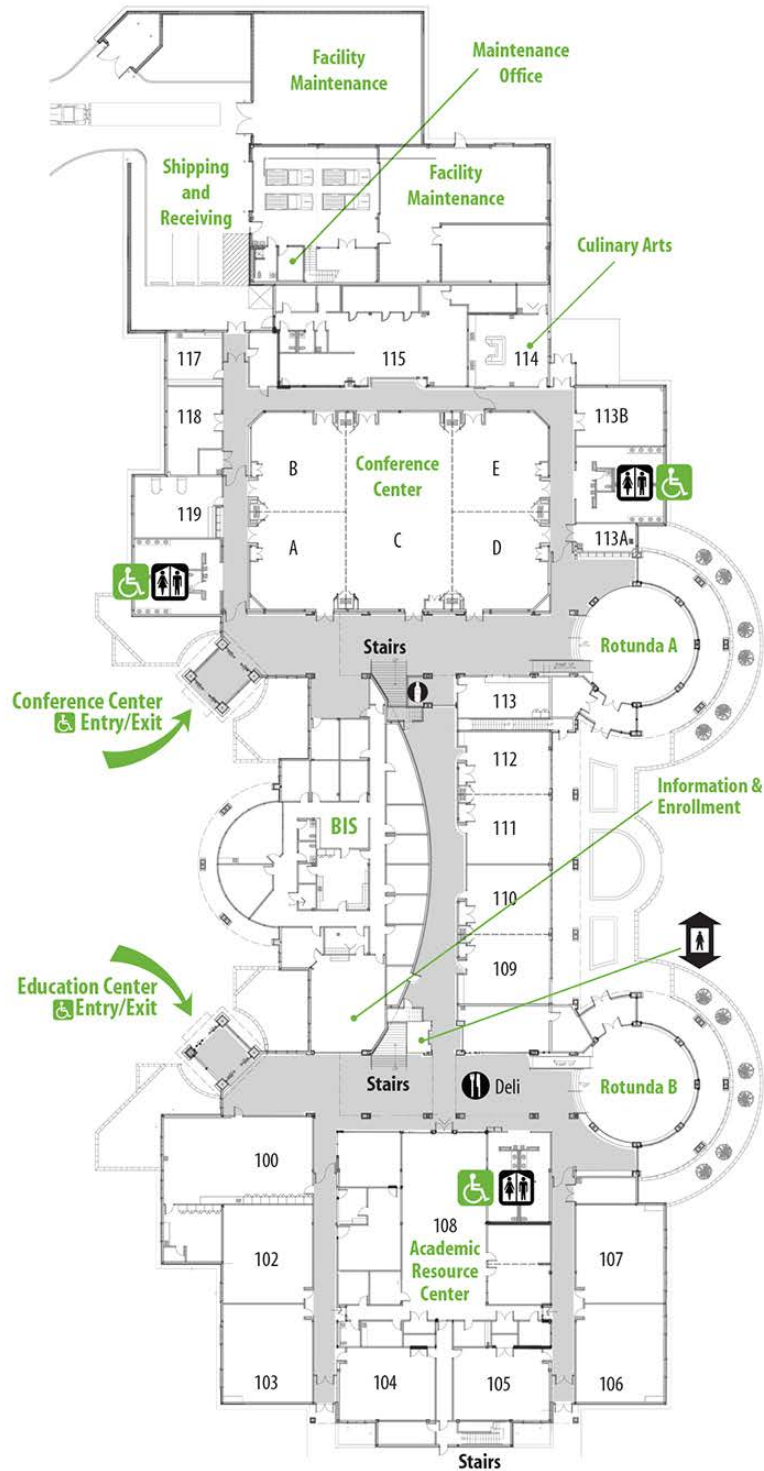 Facility
Maintenance
Maintenance
Office
Shipping
and
Receiving
Facility
Maintenance
Culinary Arts
117
115
114
118
113B
B
Conference
Center
E
119
A
C
D
113A
Stairs
Rotunda A
Conference Center
Entry/Exit
113
112
Information &
Enrollment
BIS
111
110
109
Education Center
Entry/Exit
Stairs
Deli
Rotunda B
100
108
Academic
Resource
Center
102
107
103
104
105
106
Stairs